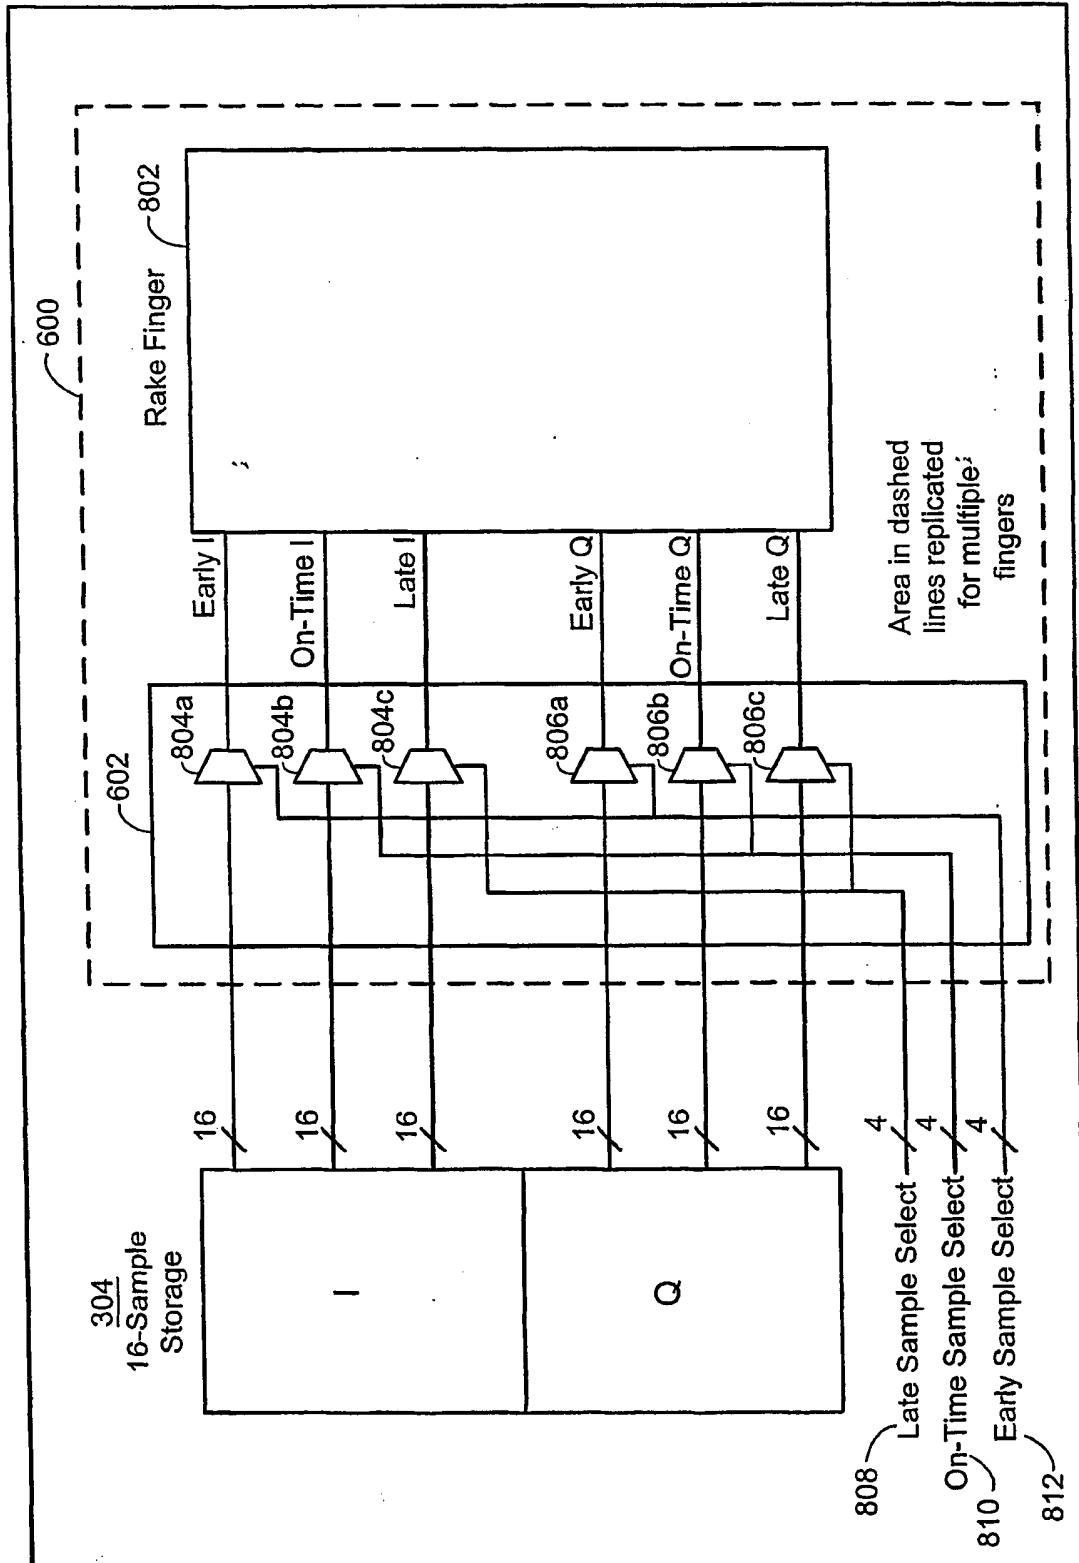 304
16-Sample
Storage
I
Q
16
16
16
16
16
16
4
4
4
808
Late Sample Select
On-Time Sample Select
810
Early Sample Select
812
602
804a
804b
804c
806a
806b
806c
Early I
On-Time I
Late I
Early Q
On-Time Q
Late Q
Rake Finger
802
600
Area in dashed
lines replicated
for multiple
fingers